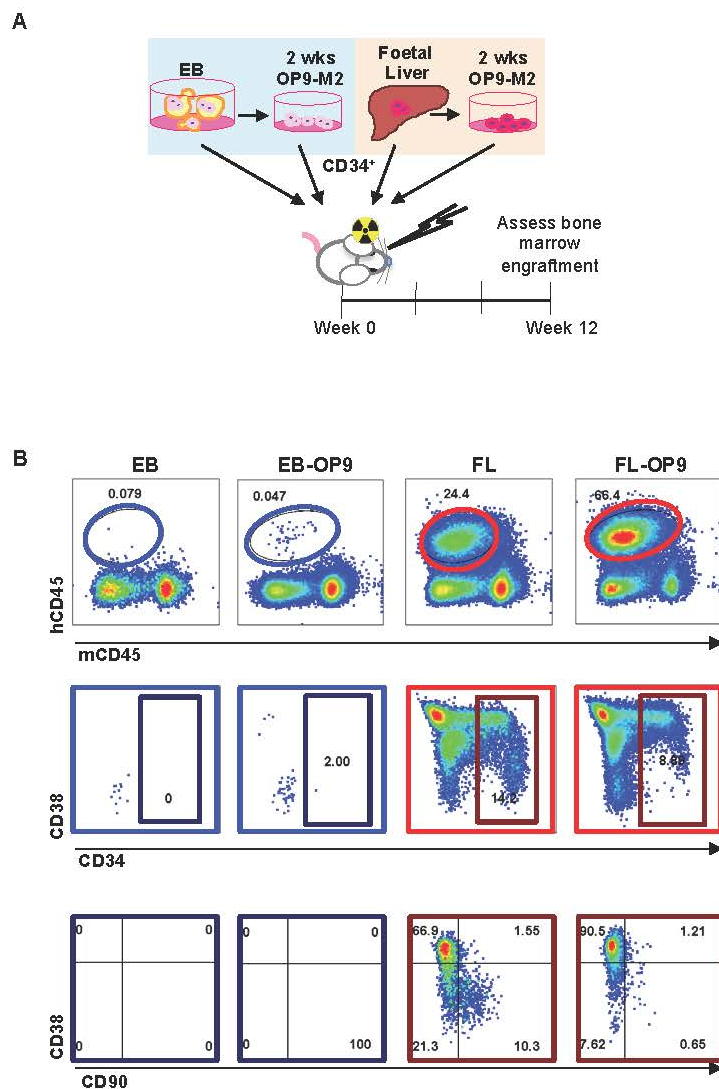 A
EB
2 wks
OP9-M2
Foetal
Liver
2 wks
OP9-M2
CD34+
Assess bone
marrow
engraftment
Week 0
Week 12
B
EB
EB-OP9
FL
FL-OP9
0.079
0.047
24.4
66.4
hCD45
mCD45
0
2.00
14.2
CD38
CD34
0
0
0
0
0
0
0
100
66.9
1.55
21.3
10.3
90.5
1.21
7.62
0.65
CD38
CD90